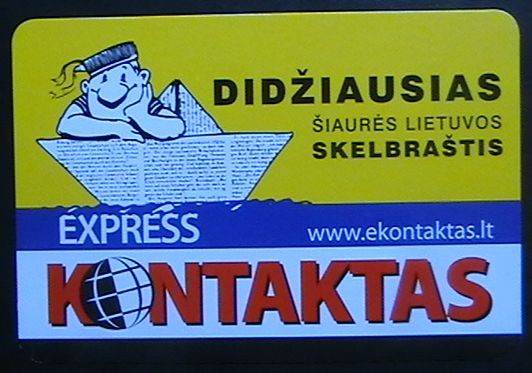 DIDŽIAUSIAS
ŠIAURĖS LIETUVOS
SKELBRAŠTIS
EXPRESS
www.ekontaktas.lt
KONTAKTAS